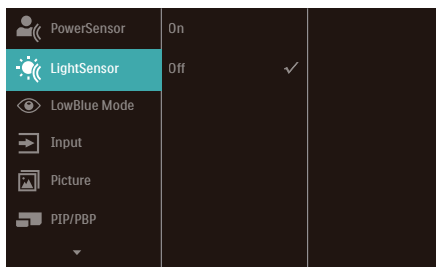 PowerSensor
On
LightSensor
Off
LowBlue Mode
Input
Picture
PIP/PBP